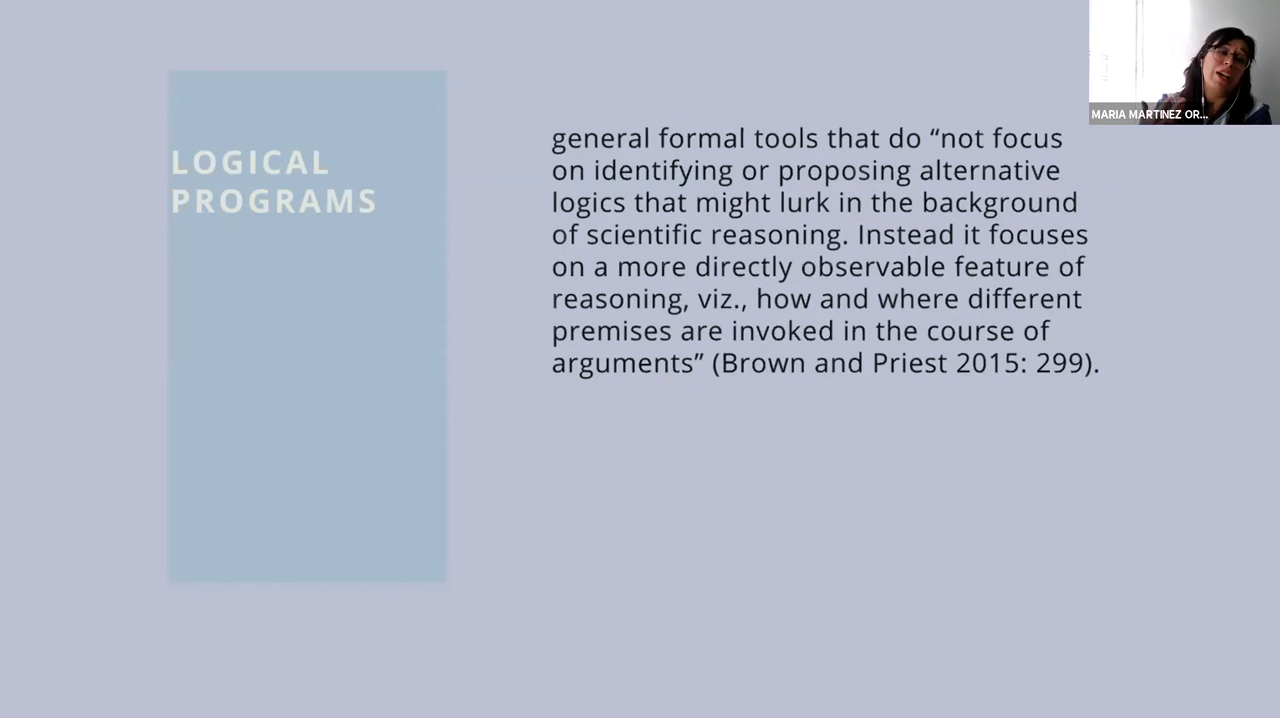 LOGICAL
PROGRAMS
general formal tools that do “not focus
on identifying or proposing alternative
logics that might lurk in the background
of scientific reasoning. Instead it focuses
on a more directly observable feature of
reasoning, viz., how and where different
premises are invoked in the course of
arguments” (Brown and Priest 2015: 299).
MARIA MARTINEZ OR...